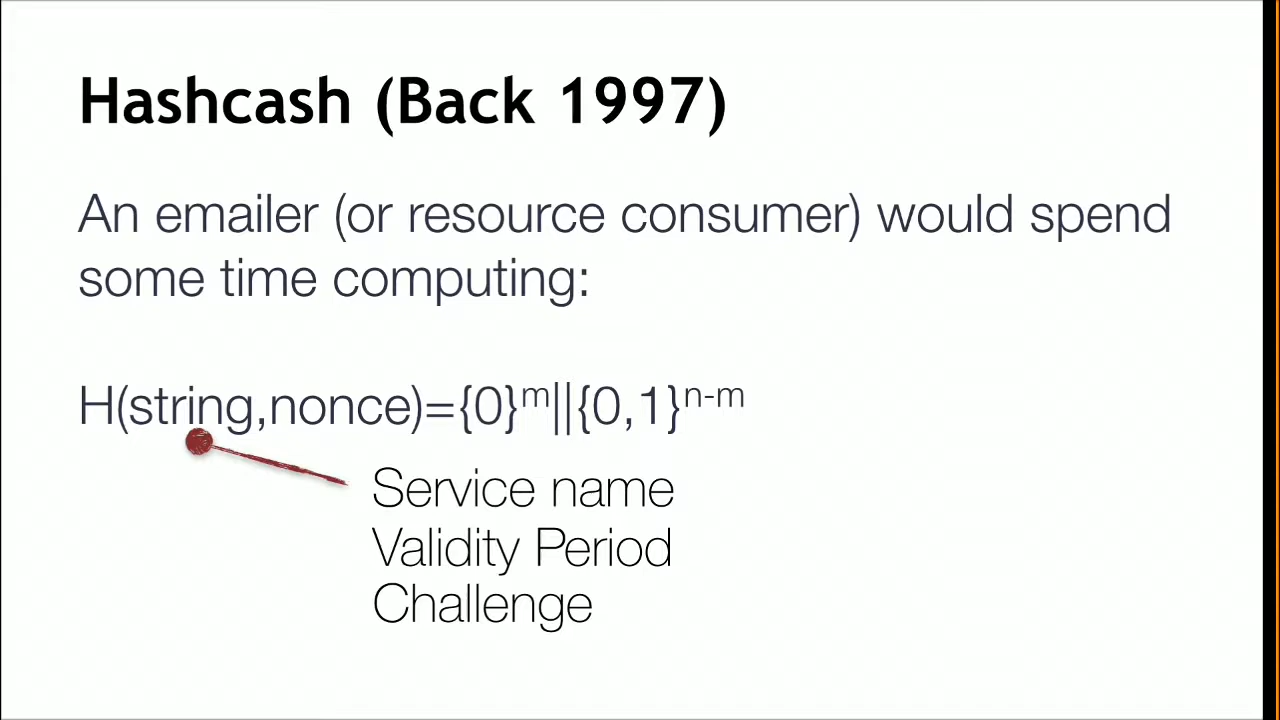 Hashcash (Back 1997)
An emailer (or resource consumer) would spend
some time computing:
H(string,nonce)={0}ᵐ||{0,1}ⁿ⁻ᵐ
Service name
Validity Period
Challenge